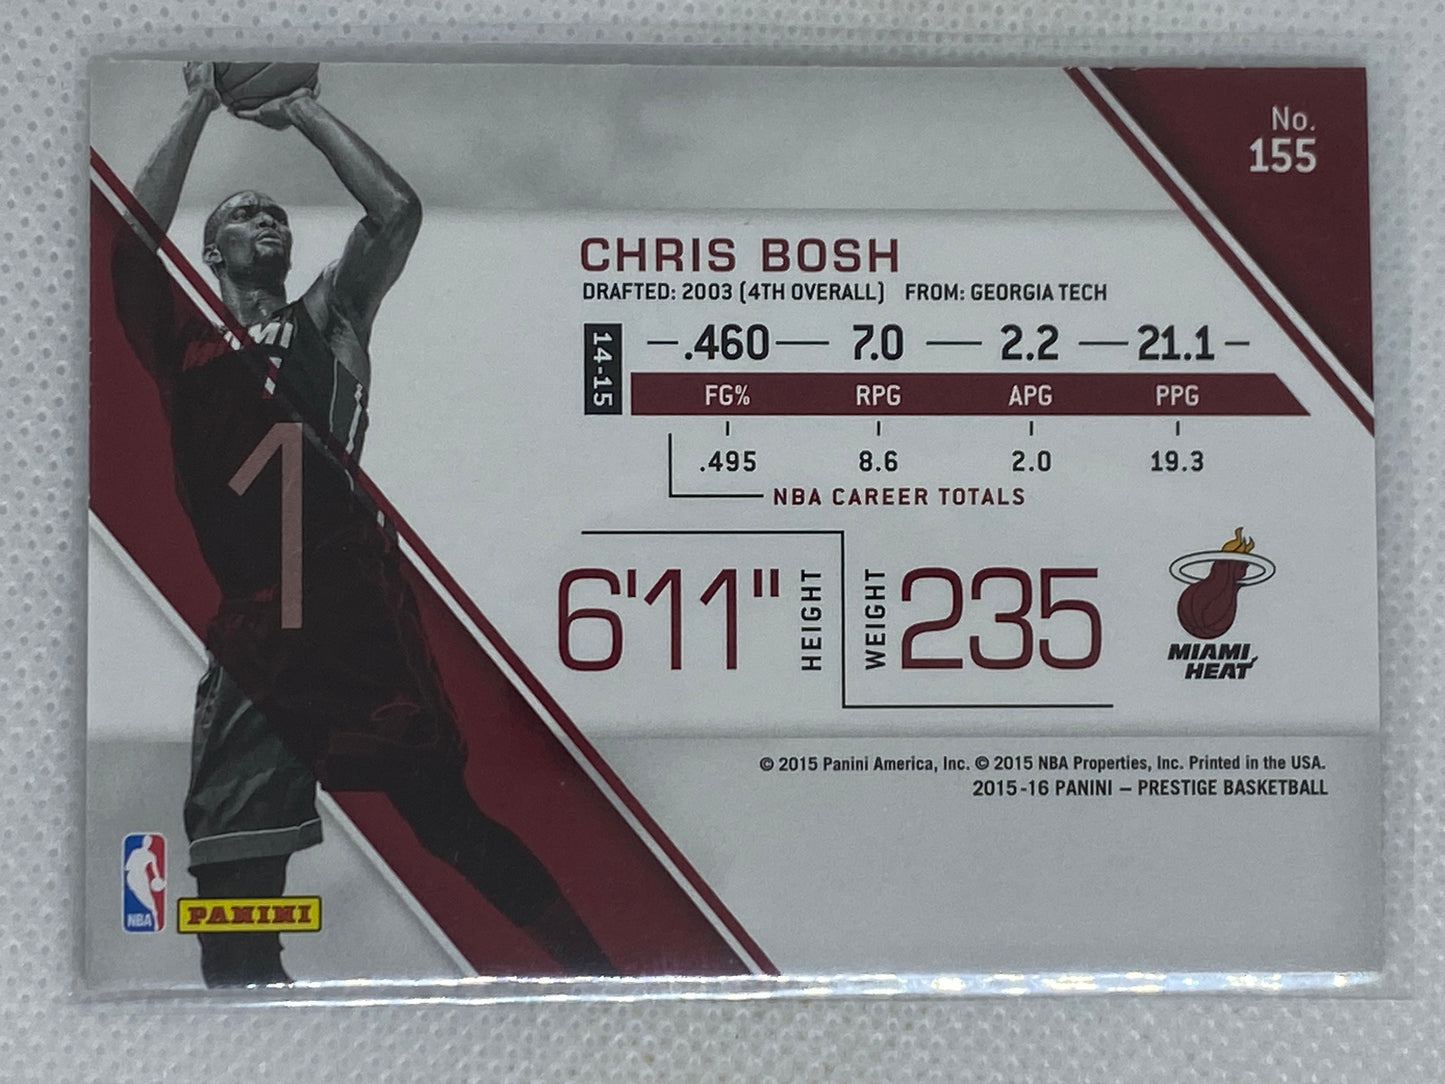 No.
155
CHRIS BOSH
DRAFTED: 2003 (4TH OVERALL) FROM: GEORGIA TECH
14-15
.460 7.0 2.2 21.1
FG% RPG APG PPG
.495 8.6 2.0 19.3
NBA CAREER TOTALS
1
6'11" HEIGHT WEIGHT 235
MIAMI
HEAT
© 2015 Panini America, Inc. © 2015 NBA Properties, Inc. Printed in the USA.
2015-16 PANINI – PRESTIGE BASKETBALL
NBA
PANINI